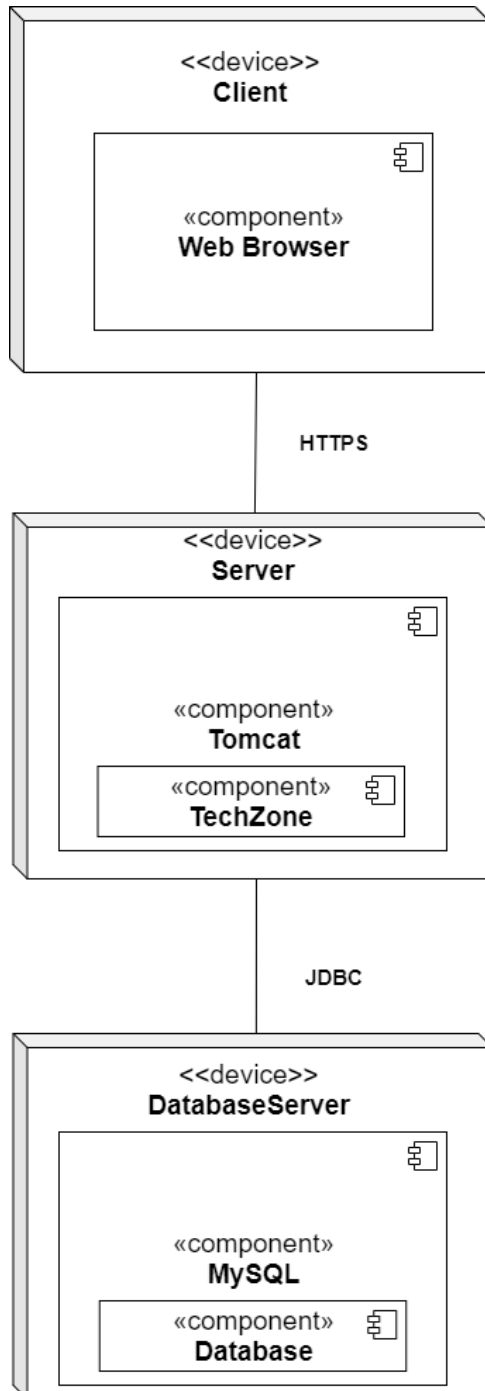 <<device>>
Client
«component»
Web Browser
HTTPS
<<device>>
Server
«component»
Tomcat
«component»
TechZone
JDBC
<<device>>
DatabaseServer
«component»
MySQL
«component»
Database